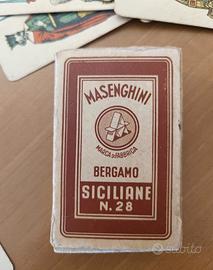 MASENGHINI
MARCA DI FABBRICA
BERGAMO
SICILIANE
N. 28
subito